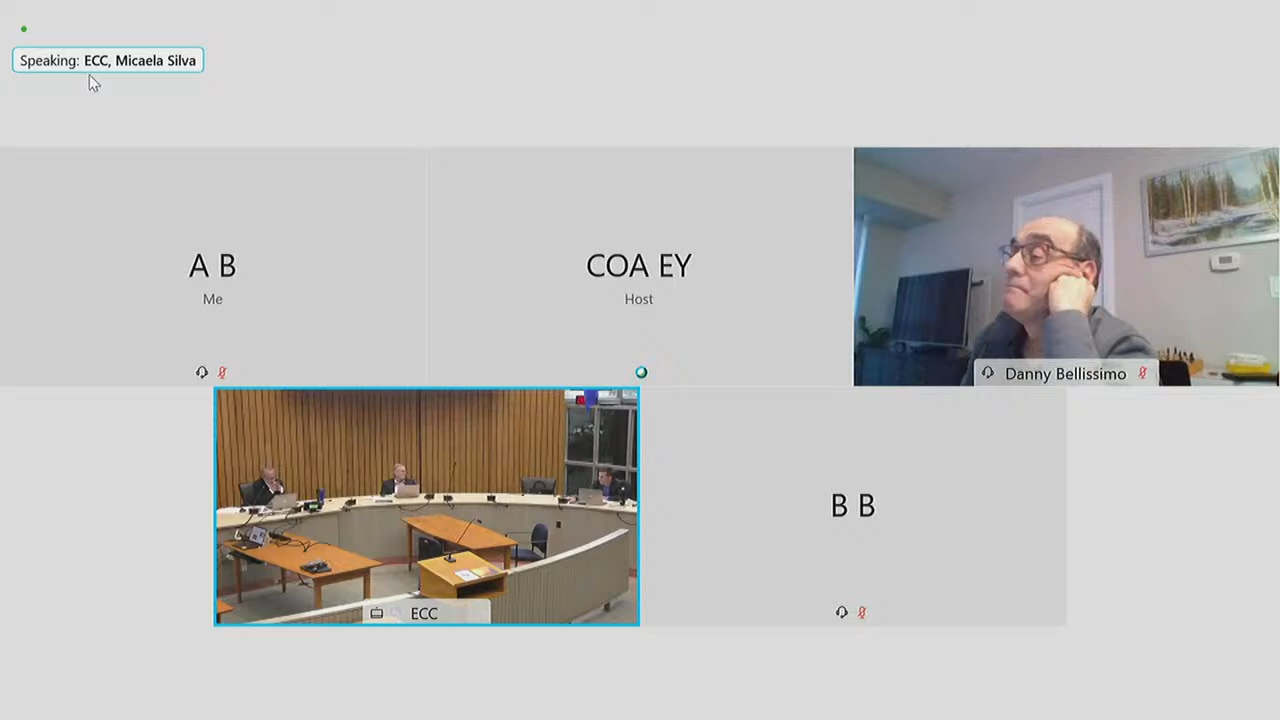 Speaking: ECC, Micaela Silva
A B
Me
COA EY
Host
Danny Bellissimo
ECC
B B